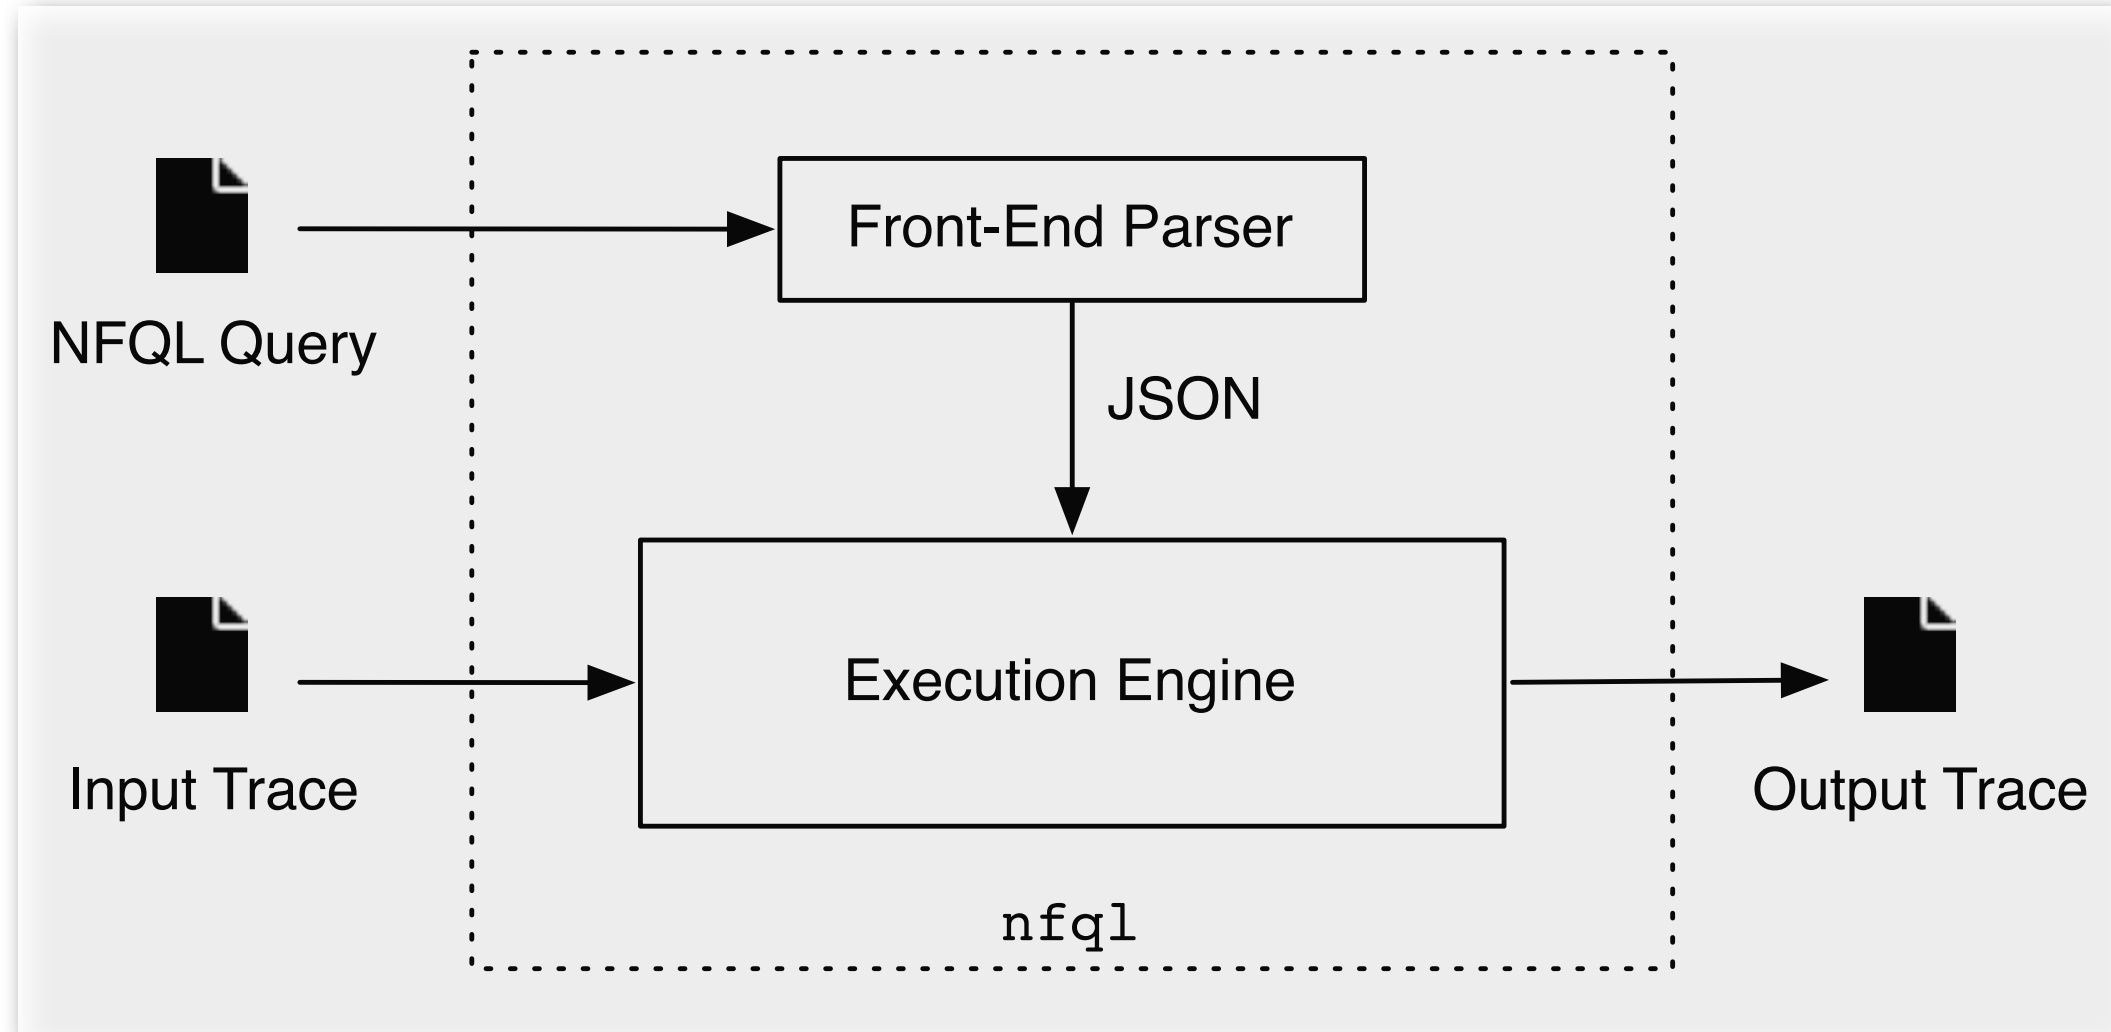 Front-End Parser
NFQL Query
JSON
Execution Engine
Input Trace
Output Trace
nfql